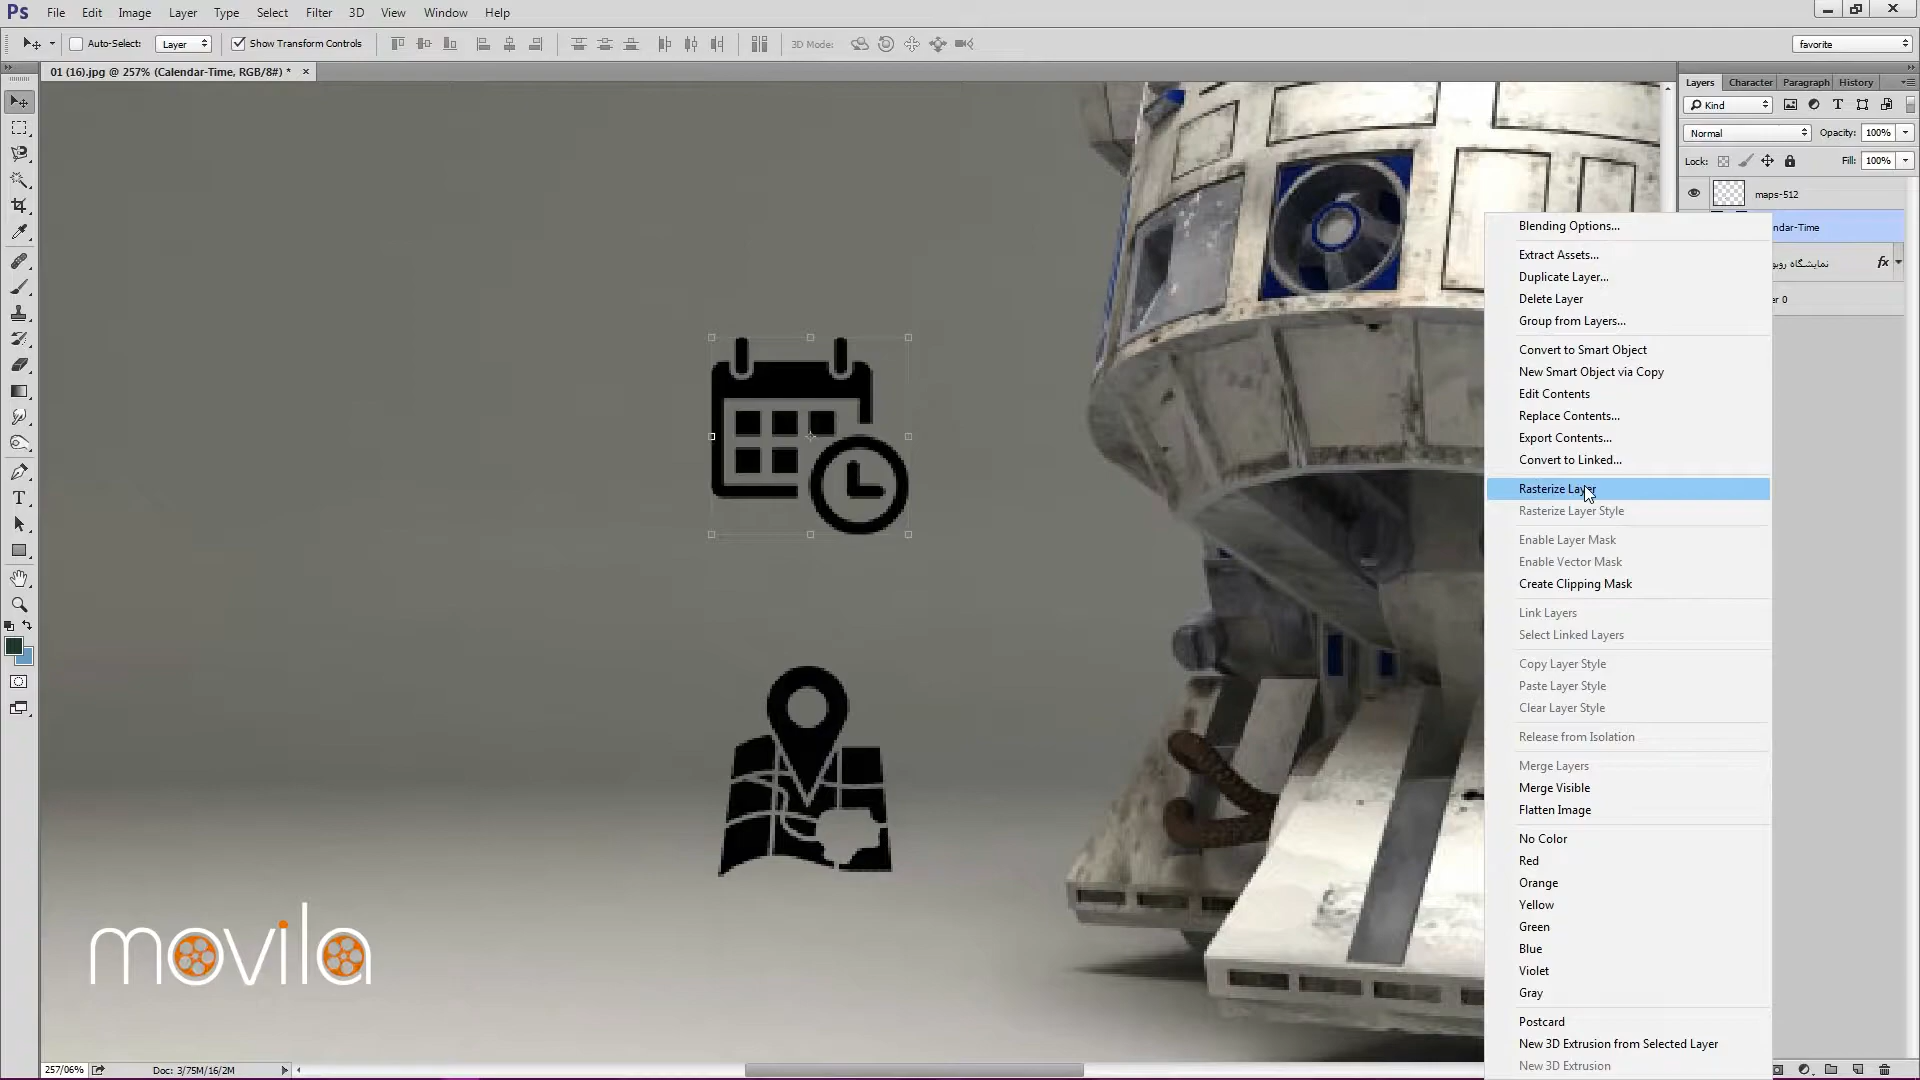 Ps File Edit Image Layer Type Select Filter 3D View Window Help
Auto-Select: Layer Show Transform Controls 3D Mode: favorite
01 (16).jpg @ 257% (Calendar-Time, RGB/8#) * ×
Layers Character Paragraph History
Kind
Normal Opacity: 100%
Lock: Fill: 100%
maps-512
ndar-Time
نمایشگاه روبو fx
er 0
Blending Options...
Extract Assets...
Duplicate Layer...
Delete Layer
Group from Layers...
Convert to Smart Object
New Smart Object via Copy
Edit Contents
Replace Contents...
Export Contents...
Convert to Linked...
Rasterize Layer
Rasterize Layer Style
Enable Layer Mask
Enable Vector Mask
Create Clipping Mask
Link Layers
Select Linked Layers
Copy Layer Style
Paste Layer Style
Clear Layer Style
Release from Isolation
Merge Layers
Merge Visible
Flatten Image
No Color
Red
Orange
Yellow
Green
Blue
Violet
Gray
Postcard
New 3D Extrusion from Selected Layer
New 3D Extrusion
movila
257/06% Doc: 3/75M/16/2M